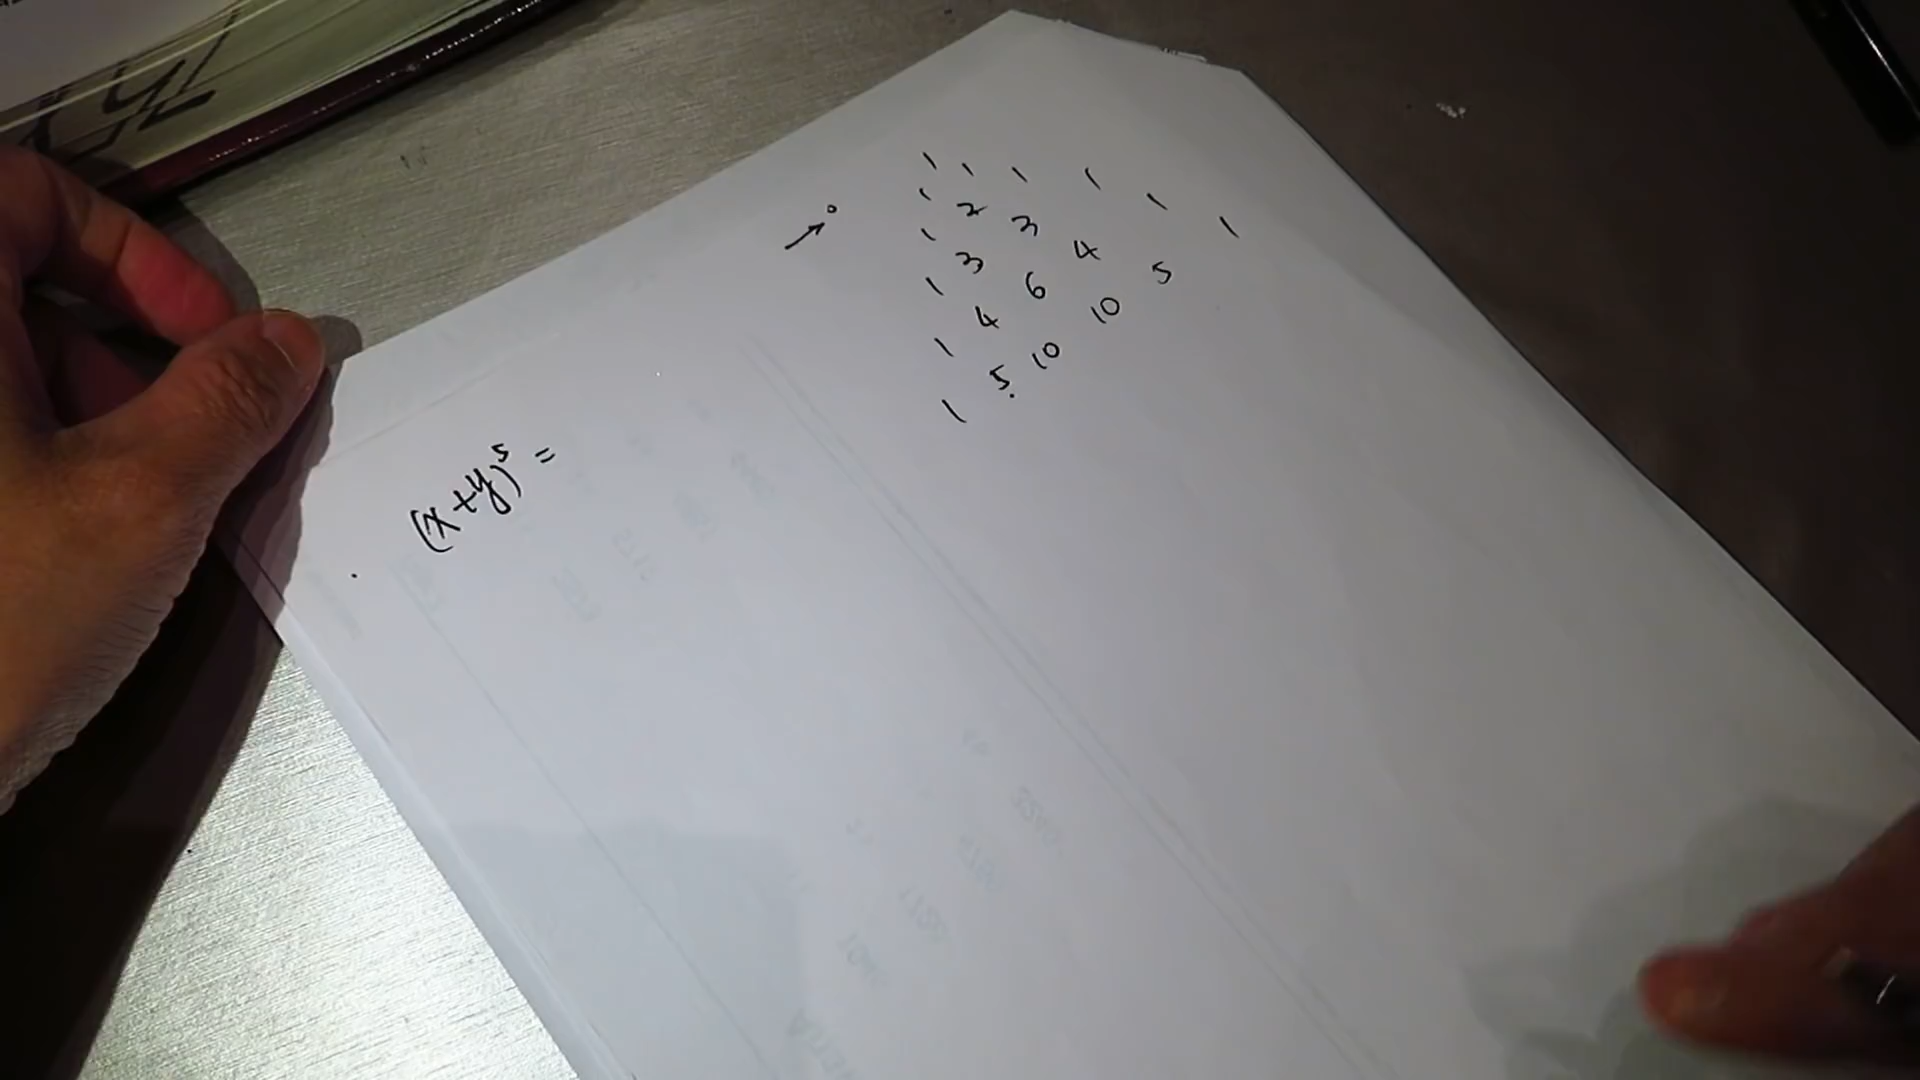 → 0 1
1 1
1 2 1
1 3 3 1
1 4 6 4 1
1 5 10 10 5 1
(x+y)⁵ =